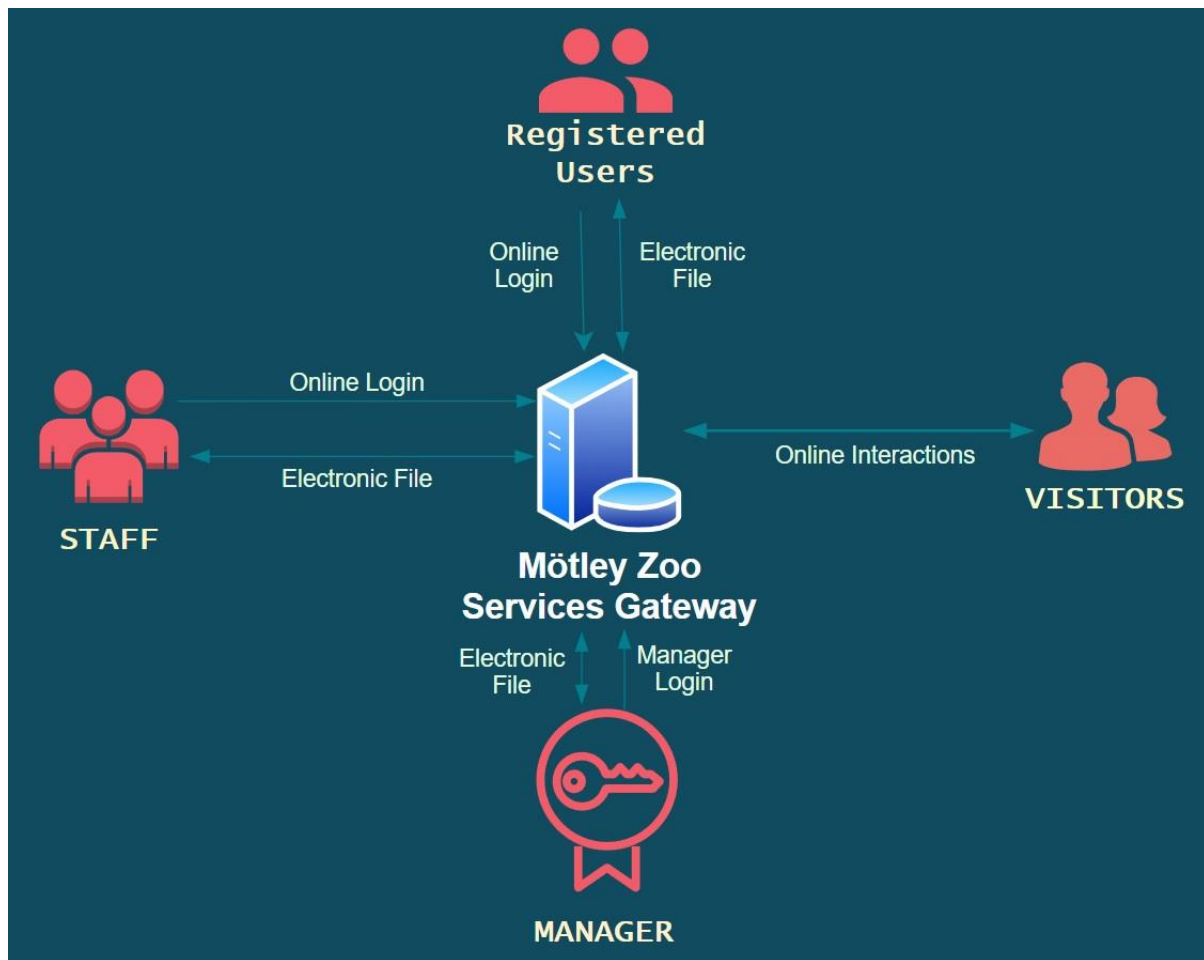 Registered
Users
Online
Login
Electronic
File
Online Login
Electronic File
STAFF
Online Interactions
VISITORS
Mötley Zoo
Services Gateway
Electronic
File
Manager
Login
MANAGER